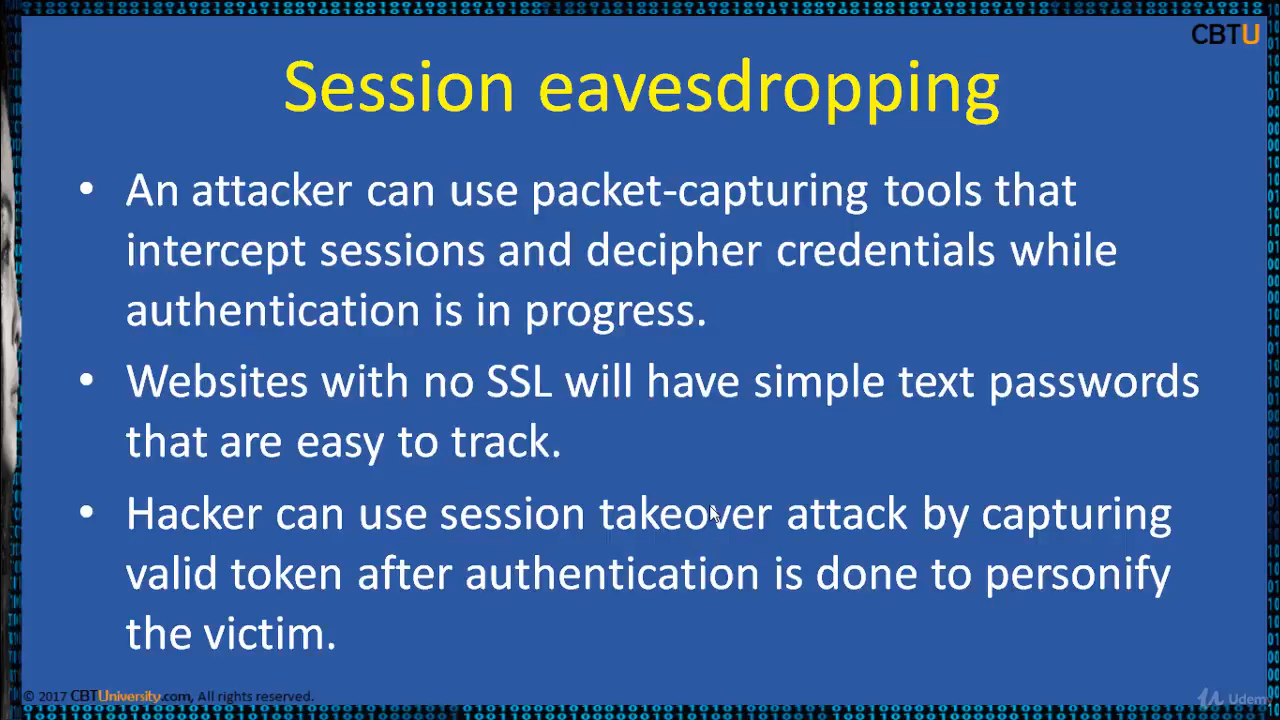 CBTU
Session eavesdropping
• An attacker can use packet-capturing tools that
intercept sessions and decipher credentials while
authentication is in progress.
• Websites with no SSL will have simple text passwords
that are easy to track.
• Hacker can use session takeover attack by capturing
valid token after authentication is done to personify
the victim.
© 2017 CBTUniversity.com, All rights reserved.
Udemy